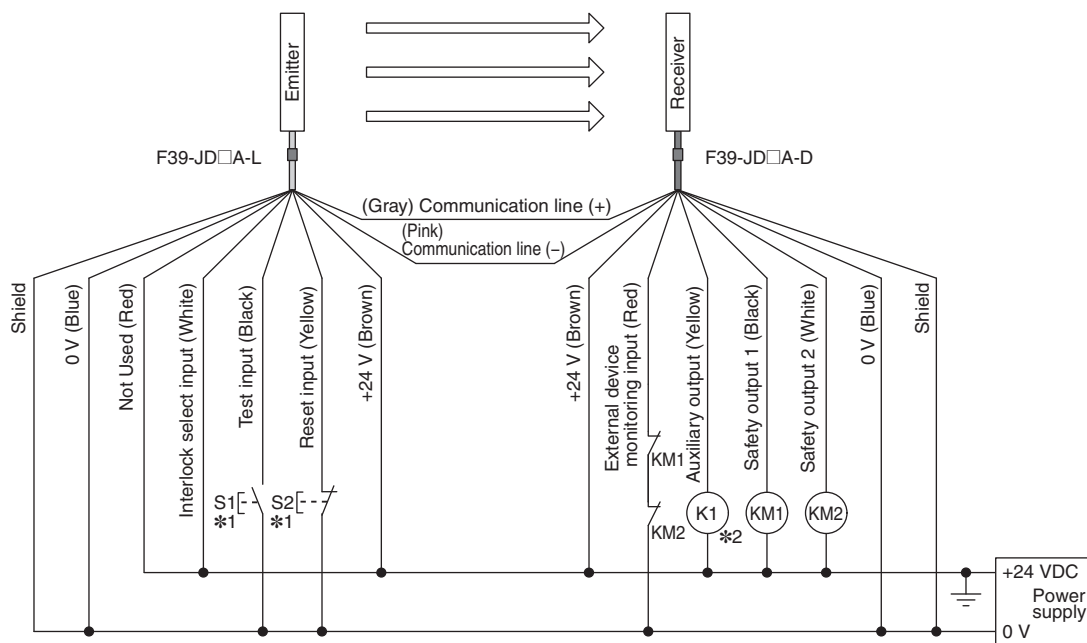 Emitter
Receiver
F39-JD□A-L
F39-JD□A-D
(Gray) Communication line (+)
(Pink)
Communication line (−)
Shield
0 V (Blue)
Not Used (Red)
Interlock select input (White)
Test input (Black)
Reset input (Yellow)
+24 V (Brown)
+24 V (Brown)
External device
monitoring input (Red)
Auxiliary output (Yellow)
Safety output 1 (Black)
Safety output 2 (White)
0 V (Blue)
Shield
S1
*1
S2
*1
KM1
KM2
K1
*2
KM1
KM2
+24 VDC
Power
supply
0 V